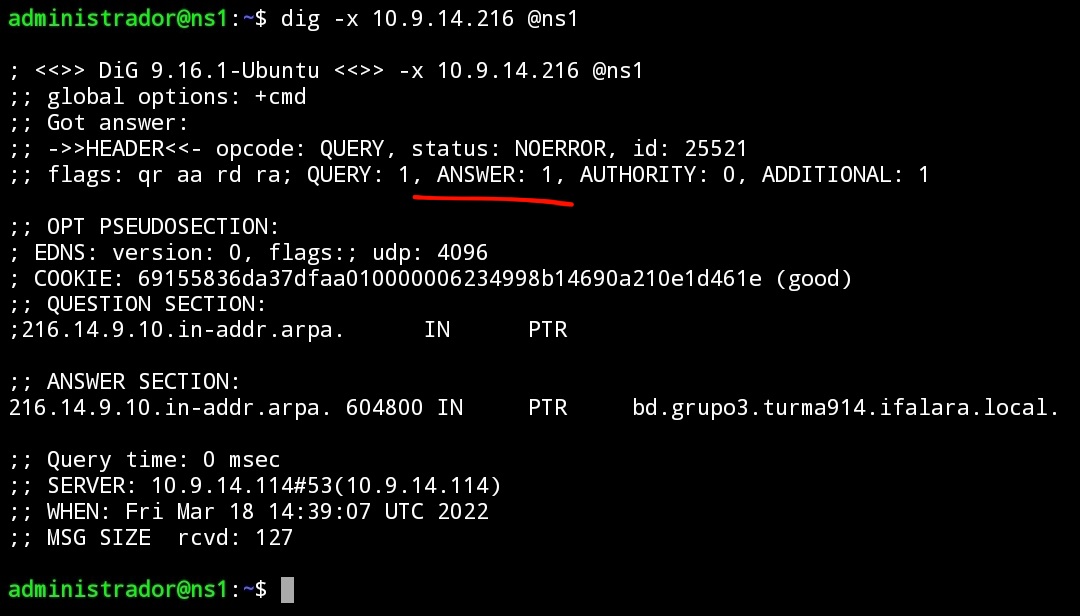 administrador@ns1:~$ dig -x 10.9.14.216 @ns1
; <<>> DiG 9.16.1-Ubuntu <<>> -x 10.9.14.216 @ns1
;; global options: +cmd
;; Got answer:
;; ->>HEADER<<- opcode: QUERY, status: NOERROR, id: 25521
;; flags: qr aa rd ra; QUERY: 1, ANSWER: 1, AUTHORITY: 0, ADDITIONAL: 1
;; OPT PSEUDOSECTION:
; EDNS: version: 0, flags:; udp: 4096
; COOKIE: 69155836da37dfaa010000006234998b14690a210e1d461e (good)
;; QUESTION SECTION:
;216.14.9.10.in-addr.arpa. IN PTR
;; ANSWER SECTION:
216.14.9.10.in-addr.arpa. 604800 IN PTR bd.grupo3.turma914.ifalara.local.
;; Query time: 0 msec
;; SERVER: 10.9.14.114#53(10.9.14.114)
;; WHEN: Fri Mar 18 14:39:07 UTC 2022
;; MSG SIZE rcvd: 127
administrador@ns1:~$